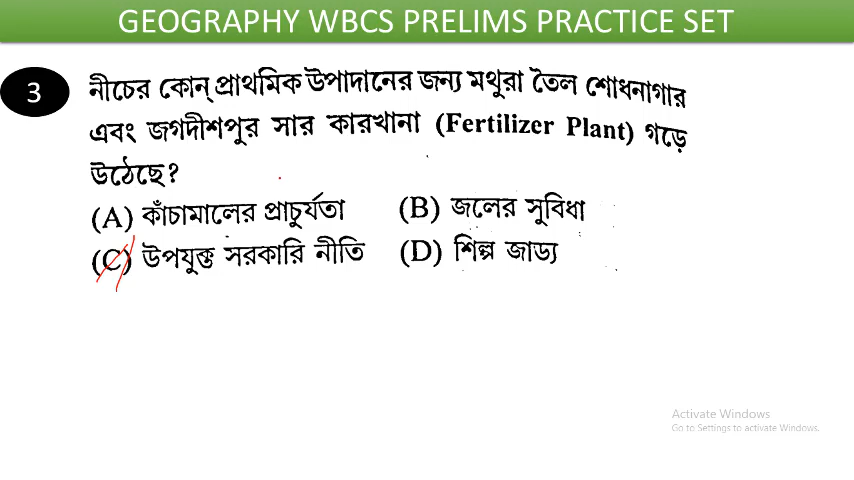 GEOGRAPHY WBCS PRELIMS PRACTICE SET
3
নীচের কোন্ প্রাথমিক উপাদানের জন্য মথুরা তৈল শোধনাগার
এবং জগদীশপুর সার কারখানা (Fertilizer Plant) গড়ে
উঠেছে?
(A) কাঁচামালের প্রাচুর্যতা (B) জলের সুবিধা
(C) উপযুক্ত সরকারি নীতি (D) শিল্প জাড্য
Activate Windows
Go to Settings to activate Windows.